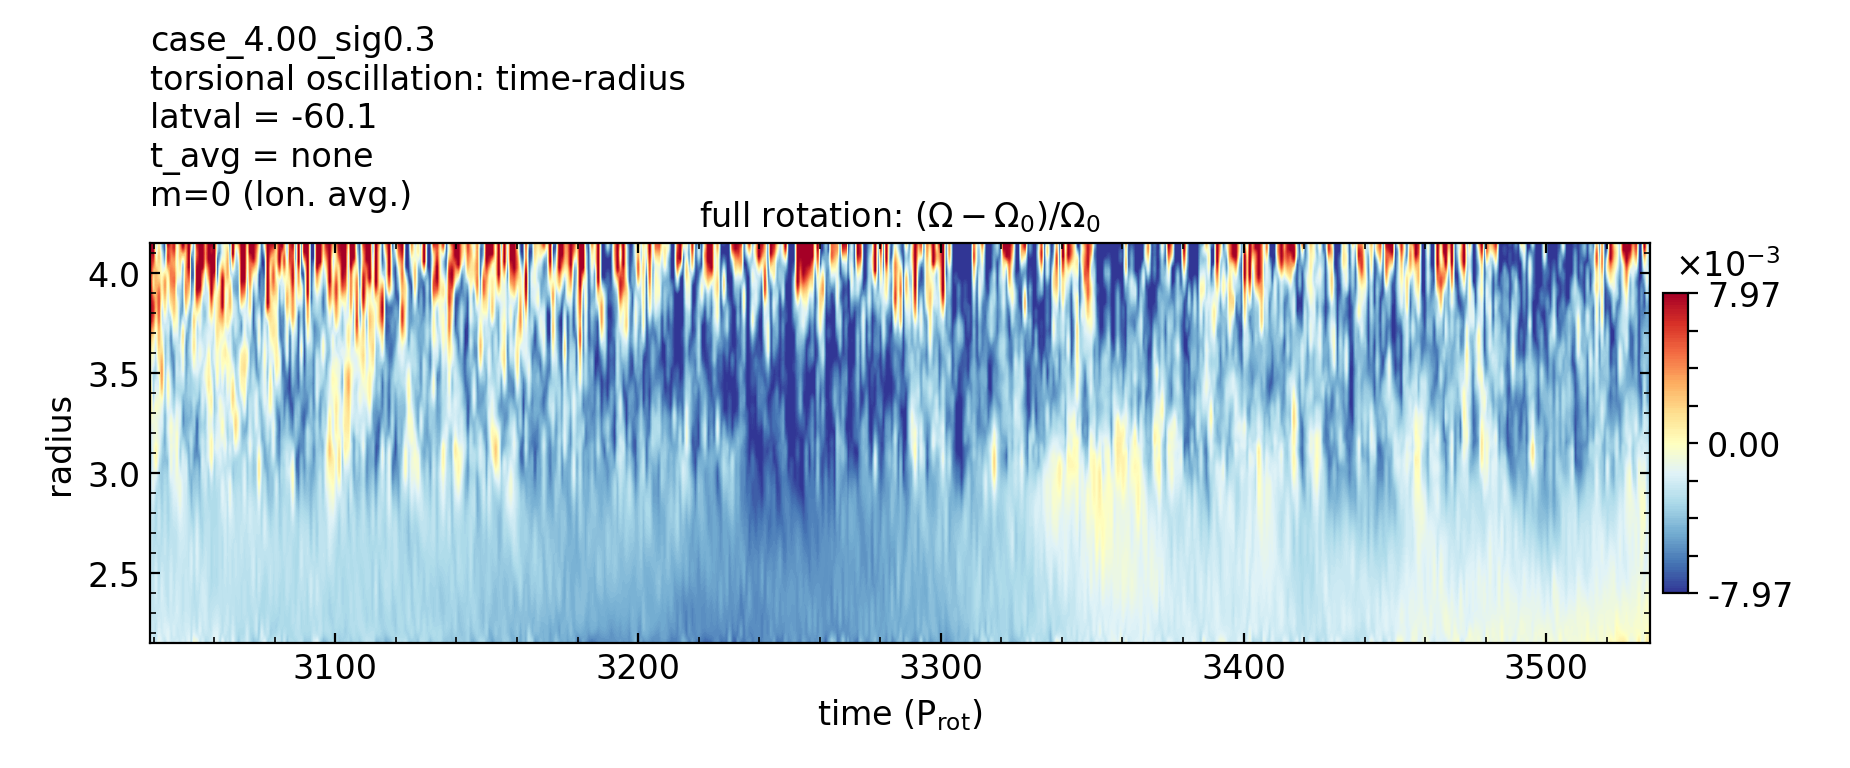 case_4.00_sig0.3
torsional oscillation: time-radius
latval = -60.1
t_avg = none
m=0 (lon. avg.)
full rotation: (Ω − Ω₀)/Ω₀
×10⁻³
7.97
0.00
-7.97
4.0
3.5
3.0
2.5
radius
3100 3200 3300 3400 3500
time (P_rot)